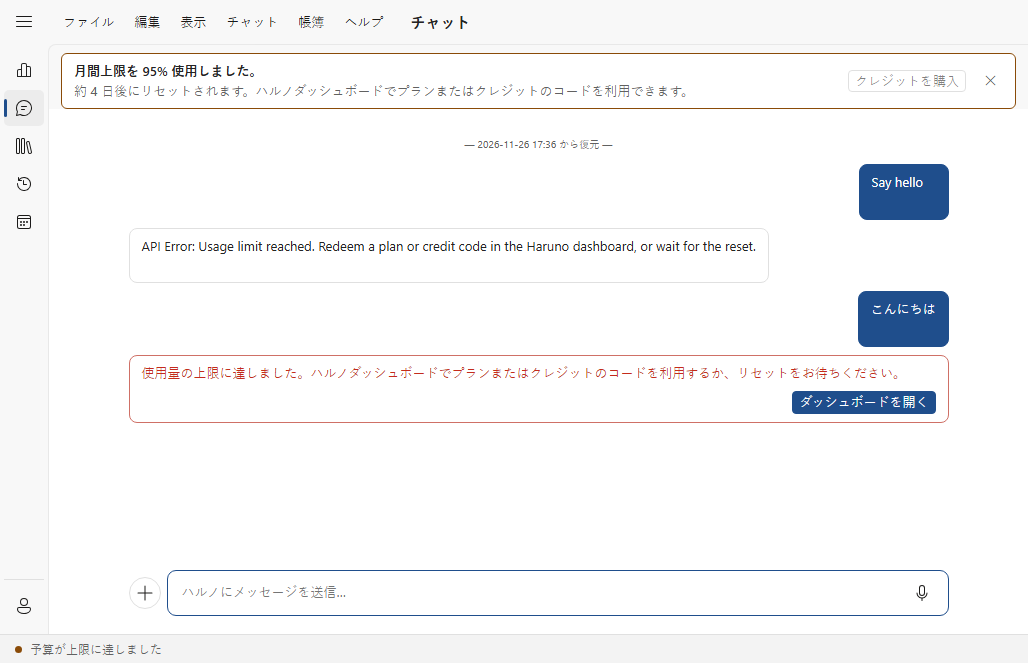 ファイル 編集 表示 チャット 帳簿 ヘルプ チャット
月間上限を 95% 使用しました。
約 4 日後にリセットされます。ハルノダッシュボードでプランまたはクレジットのコードを利用できます。
クレジットを購入
— 2026-11-26 17:36 から復元 —
Say hello
API Error: Usage limit reached. Redeem a plan or credit code in the Haruno dashboard, or wait for the reset.
こんにちは
使用量の上限に達しました。ハルノダッシュボードでプランまたはクレジットのコードを利用するか、リセットをお待ちください。
ダッシュボードを開く
ハルノにメッセージを送信...
予算が上限に達しました